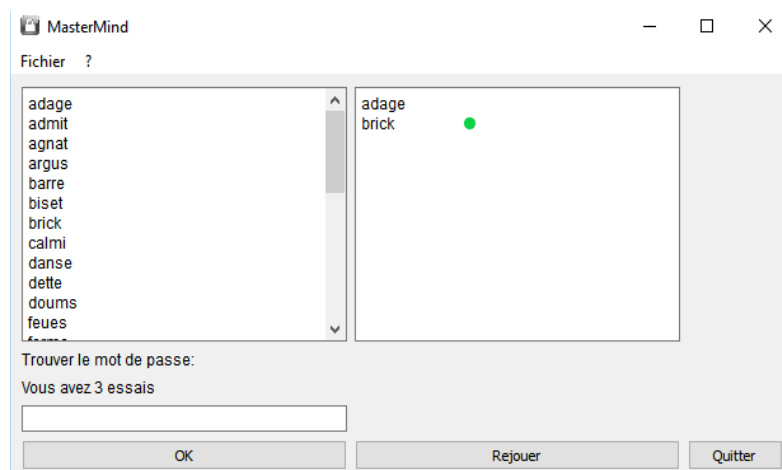 MasterMind
Fichier ?
adage
admit
agnat
argus
barre
biset
brick
calmi
danse
dette
doums
feues
adage
brick
Trouver le mot de passe:
Vous avez 3 essais
OK Rejouer Quitter